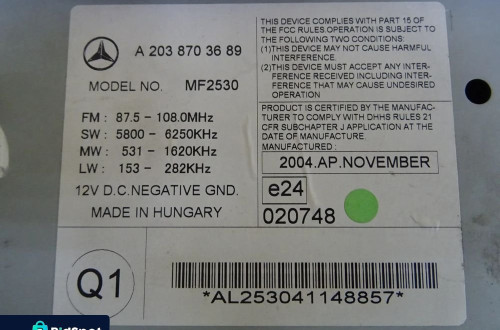 A 203 870 36 89
MODEL NO. MF2530
FM : 87.5 - 108.0MHz
SW : 5800 - 6250KHz
MW : 531 - 1620KHz
LW : 153 - 282KHz
12V D.C.NEGATIVE GND.
MADE IN HUNGARY
THIS DEVICE COMPLIES WITH PART 15 OF
THE FCC RULES.OPERATION IS SUBJECT TO
THE FOLLOWING TWO CONDITIONS:
(1)THIS DEVICE MAY NOT CAUSE HARMFUL
INTERFERENCE.
(2)THIS DEVICE MUST ACCEPT ANY INTER-
FERENCE RECEIVED INCLUDING INTER-
FERENCE THAT MAY CAUSE UNDESIRED
OPERATION
PRODUCT IS CERTIFIED BY THE MANUFAC-
TURER TO COMPLY WITH DHHS RULES 21
CFR SUBCHAPTER J APPLICATION AT THE
DATE OF MANUFACTURE.
MANUFACTURED :
2004.AP.NOVEMBER
e24
020748
Q1
*AL253041148857*
BidSpot